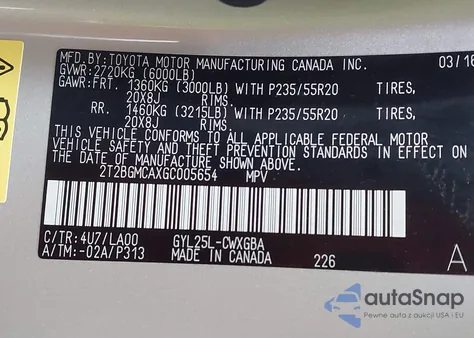 MFD.BY:TOYOTA MOTOR MANUFACTURING CANADA INC. 03/16
GVWR:2720KG (6000LB)
GAWR:FRT. 1360KG (3000LB) WITH P235/55R20 TIRES,
20X8J RIMS.
RR. 1460KG (3215LB) WITH P235/55R20 TIRES,
20X8J RIMS.
THIS VEHICLE CONFORMS TO ALL APPLICABLE FEDERAL MOTOR
VEHICLE SAFETY AND THEFT PREVENTION STANDARDS IN EFFECT ON
THE DATE OF MANUFACTURE SHOWN ABOVE.
2T2BGMCAXGC005654 MPV
C/TR: 4U7/LA00 GYL25L-CWXGBA
A/TM: -02A/P313 MADE IN CANADA 226 A
autoSnap
Pewne auta z USA i EU